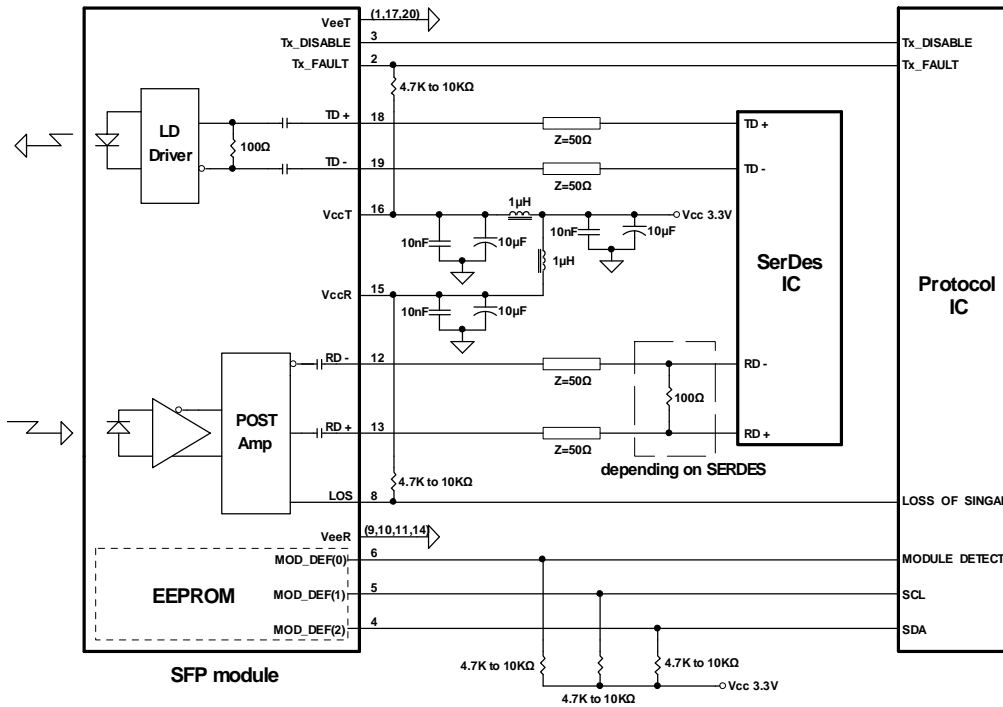 VeeT
(1,17,20)
Tx_DISABLE
3
Tx_DISABLE
Tx_FAULT
2
Tx_FAULT
4.7K to 10KΩ
LD
Driver
100Ω
TD +
18
Z=50Ω
TD +
TD -
19
Z=50Ω
TD -
VccT
16
1µH
Vcc 3.3V
10nF
10µF
10nF
10µF
1µH
SerDes
IC
Protocol
IC
VccR
15
10nF
10µF
POST
Amp
RD -
12
Z=50Ω
RD -
100Ω
RD +
13
Z=50Ω
RD +
depending on SERDES
4.7K to 10KΩ
LOS
8
LOSS OF SINGAL
VeeR
(9,10,11,14)
EEPROM
MOD_DEF(0)
6
MODULE DETECT
MOD_DEF(1)
5
SCL
MOD_DEF(2)
4
SDA
4.7K to 10KΩ
4.7K to 10KΩ
4.7K to 10KΩ
Vcc 3.3V
SFP module